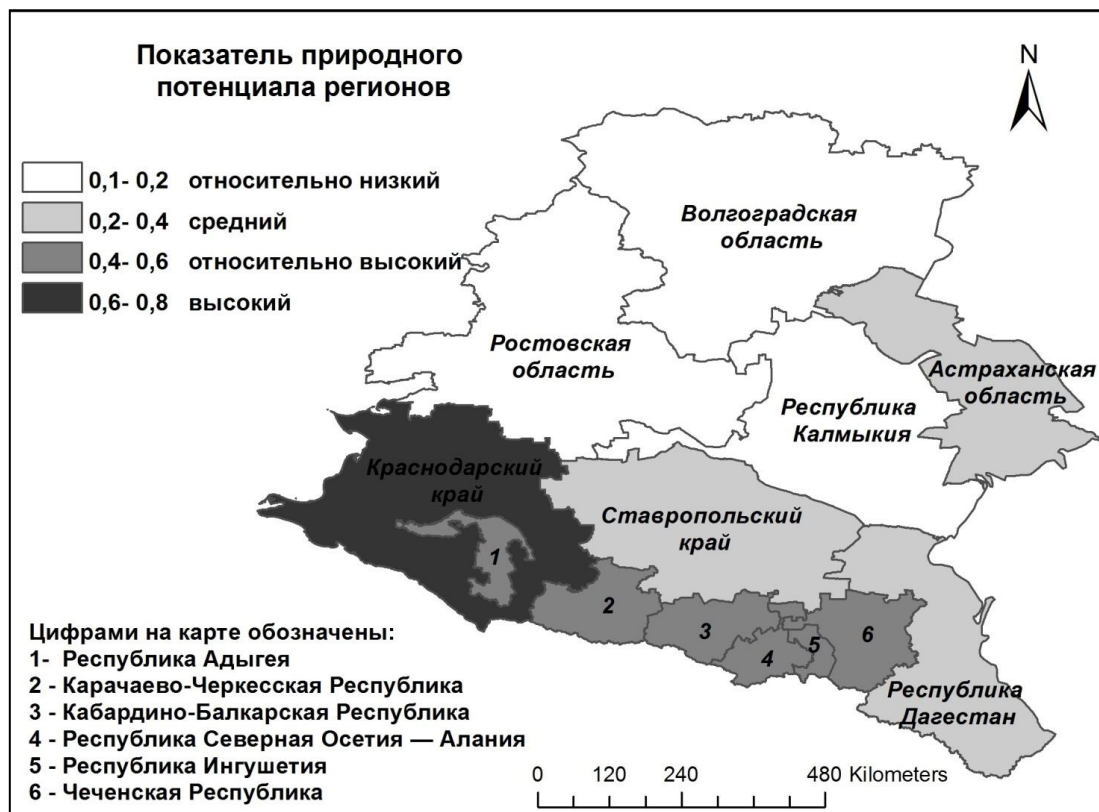 Показатель природного
потенциала регионов
N
0,1- 0,2 относительно низкий
0,2- 0,4 средний
0,4- 0,6 относительно высокий
0,6- 0,8 высокий
Волгоградская
область
Ростовская
область
Астраханская
область
Республика
Калмыкия
Краснодарский
край
Ставропольский
край
1
2
3
4
5
6
Республика
Дагестан
Цифрами на карте обозначены:
1- Республика Адыгея
2 - Карачаево-Черкесская Республика
3 - Кабардино-Балкарская Республика
4 - Республика Северная Осетия — Алания
5 - Республика Ингушетия
6 - Чеченская Республика
0 120 240 480 Kilometers